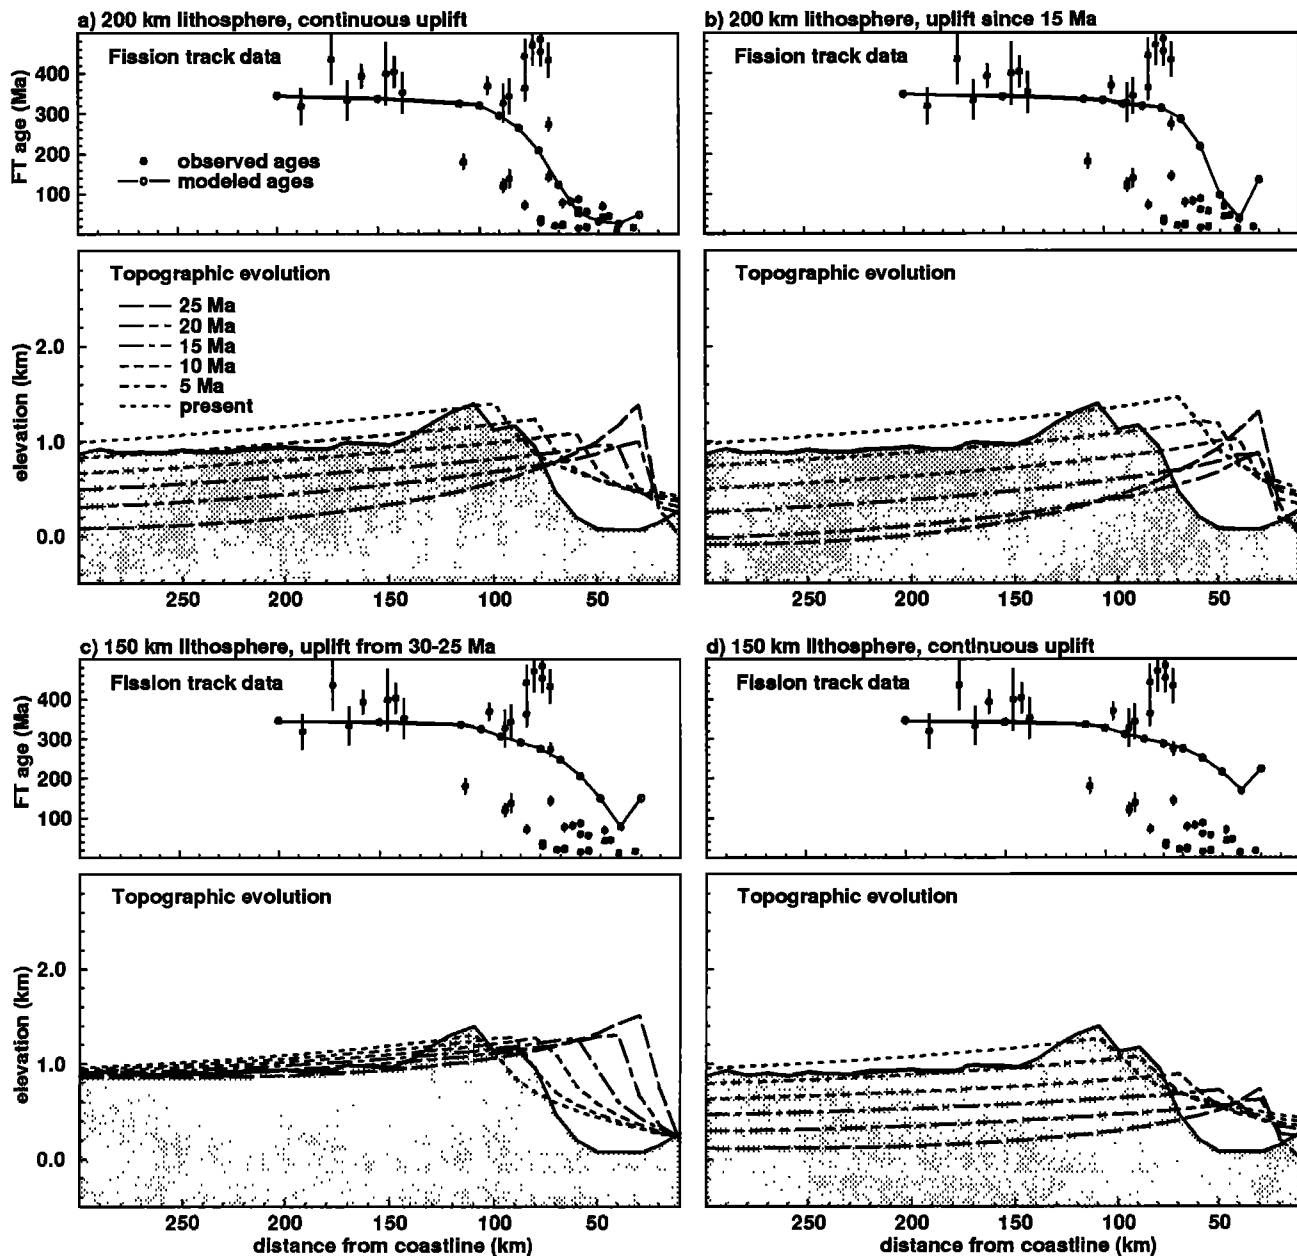 a) 200 km lithosphere, continuous uplift
Fission track data
FT age (Ma)
400
300
200
100
observed ages
modeled ages
b) 200 km lithosphere, uplift since 15 Ma
Fission track data
Topographic evolution
25 Ma
20 Ma
15 Ma
10 Ma
5 Ma
present
elevation (km)
2.0
1.0
0.0
250
200
150
100
50
Topographic evolution
250
200
150
100
50
c) 150 km lithosphere, uplift from 30-25 Ma
Fission track data
FT age (Ma)
400
300
200
100
d) 150 km lithosphere, continuous uplift
Fission track data
Topographic evolution
elevation (km)
2.0
1.0
0.0
250
200
150
100
50
distance from coastline (km)
Topographic evolution
250
200
150
100
50
distance from coastline (km)